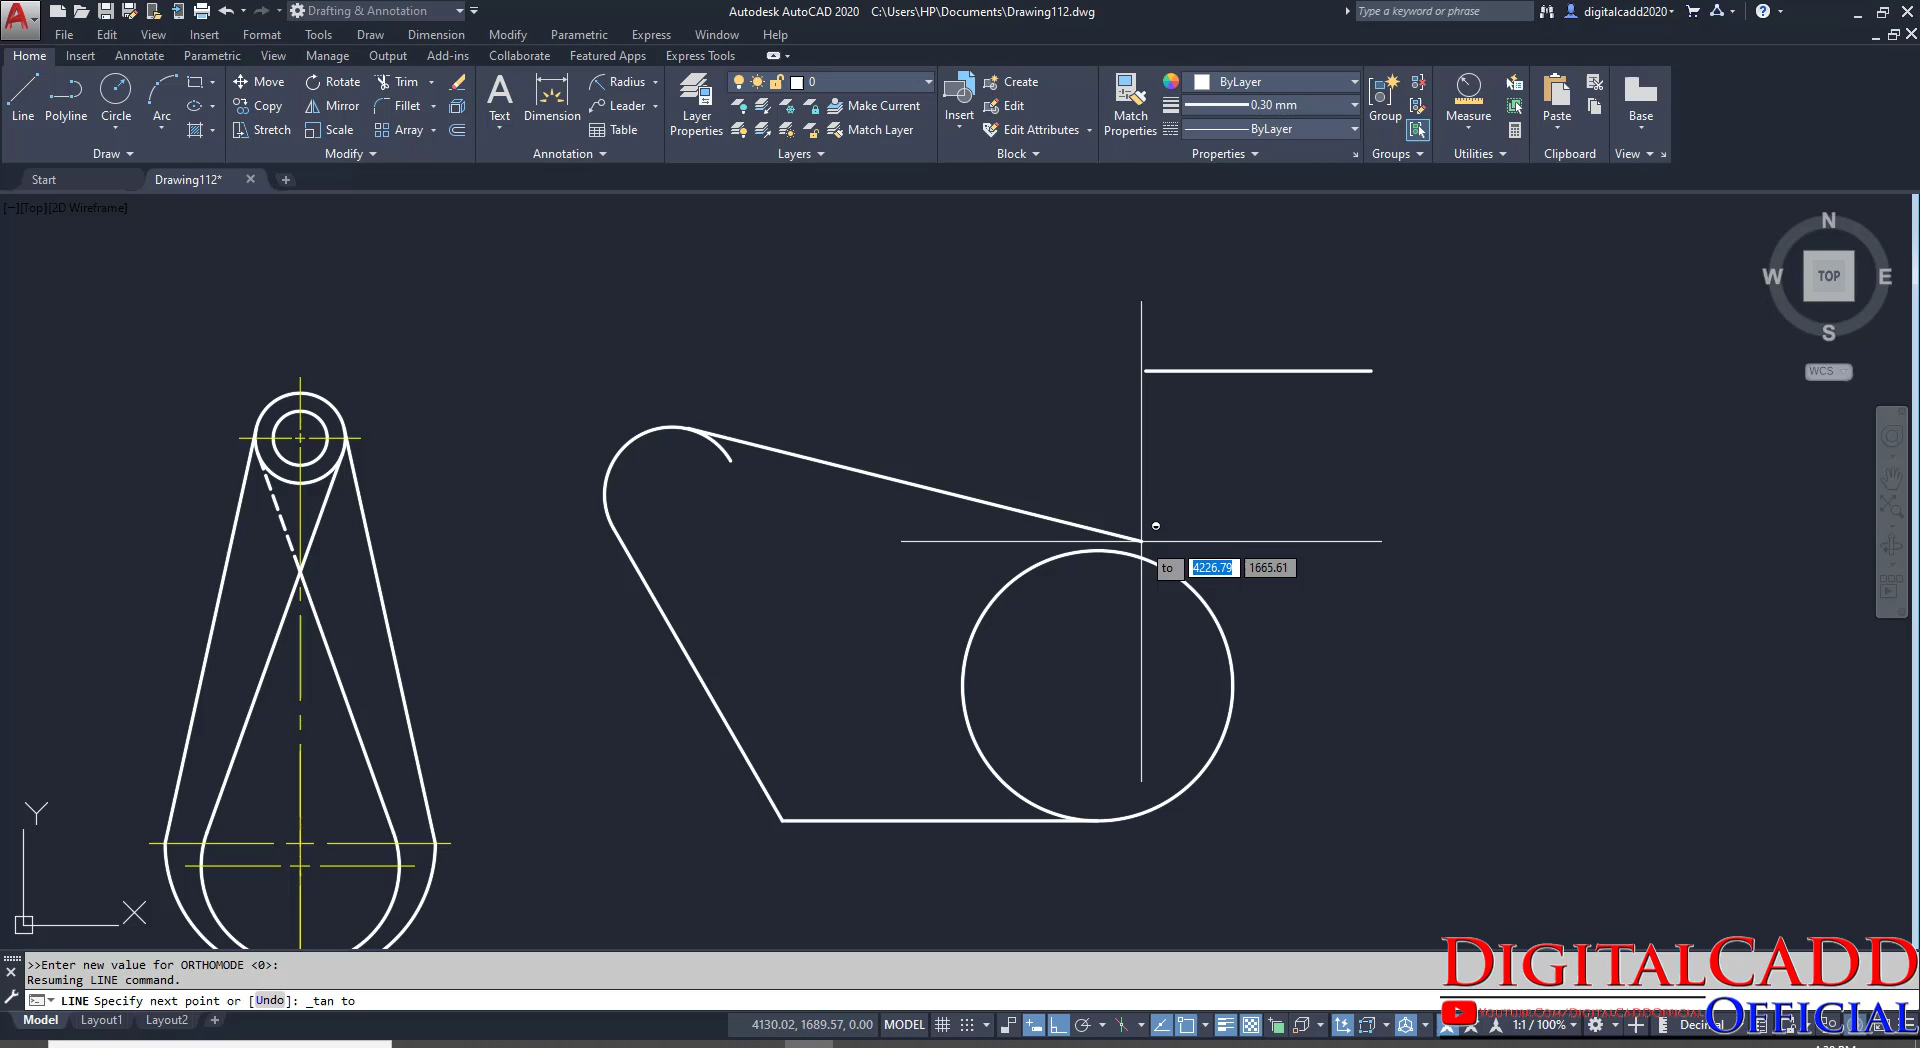 Drafting & Annotation
Autodesk AutoCAD 2020 C:\Users\HP\Documents\Drawing112.dwg
Type a keyword or phrase
digitalcadd2020
File Edit View Insert Format Tools Draw Dimension Modify Parametric Express Window Help
Home Insert Annotate Parametric View Manage Output Add-ins Collaborate Featured Apps Express Tools
Line Polyline Circle Arc
Move Rotate Trim
Copy Mirror Fillet
Stretch Scale Array
Text Dimension
Radius
Leader
Table
Layer Properties
0
Make Current
Match Layer
Insert
Create
Edit
Edit Attributes
Match Properties
ByLayer
0.30 mm
ByLayer
Group
Measure
Paste
Base
Draw Modify Annotation Layers Block Properties Groups Utilities Clipboard View
Start Drawing112*
[−][Top][2D Wireframe]
N
W TOP E
S
WCS
to 4226.79 1665.61
Y
X
>>Enter new value for ORTHOMODE <0>:
Resuming LINE command.
LINE Specify next point or [Undo]: _tan to
Model Layout1 Layout2
4130.02, 1689.57, 0.00 MODEL
1:1 / 100%
DigitalCADD
Official